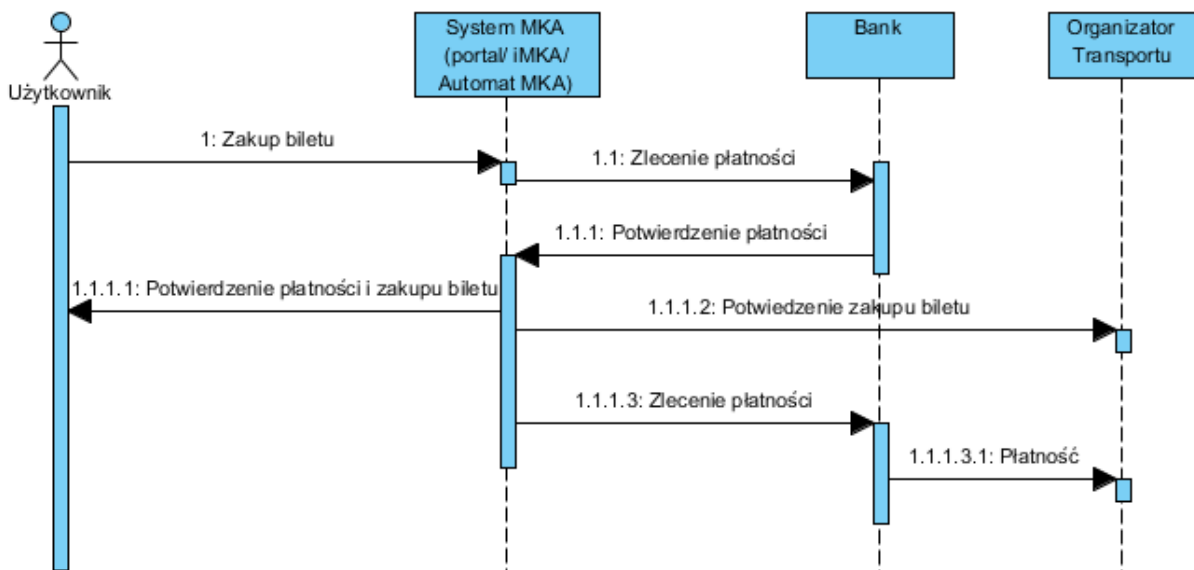 Użytkownik
System MKA
(portal/ iMKA/
Automat MKA)
Bank
Organizator
Transportu
1: Zakup biletu
1.1: Zlecenie płatności
1.1.1: Potwierdzenie płatności
1.1.1.1: Potwierdzenie płatności i zakupu biletu
1.1.1.2: Potwiedzenie zakupu biletu
1.1.1.3: Zlecenie płatności
1.1.1.3.1: Płatność